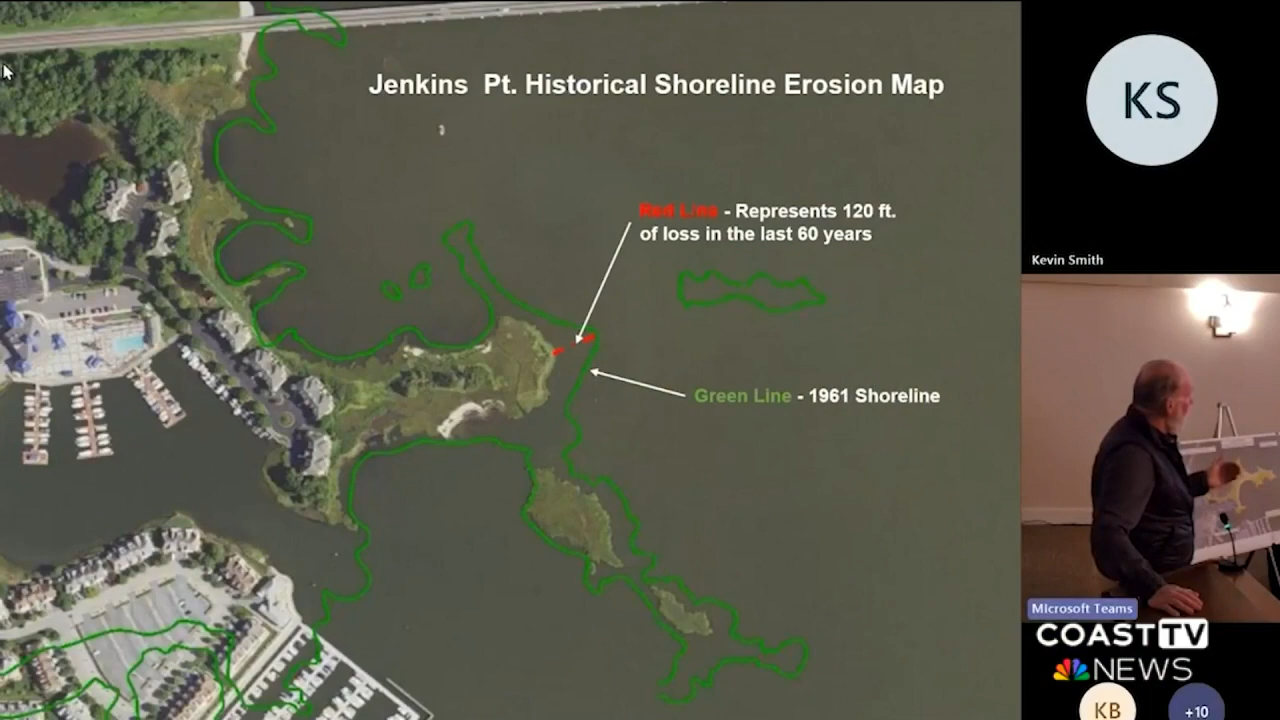 Jenkins Pt. Historical Shoreline Erosion Map
Red Line - Represents 120 ft.
of loss in the last 60 years
Green Line - 1961 Shoreline
KS
Kevin Smith
Microsoft Teams
COAST TV
NEWS
KB
+10